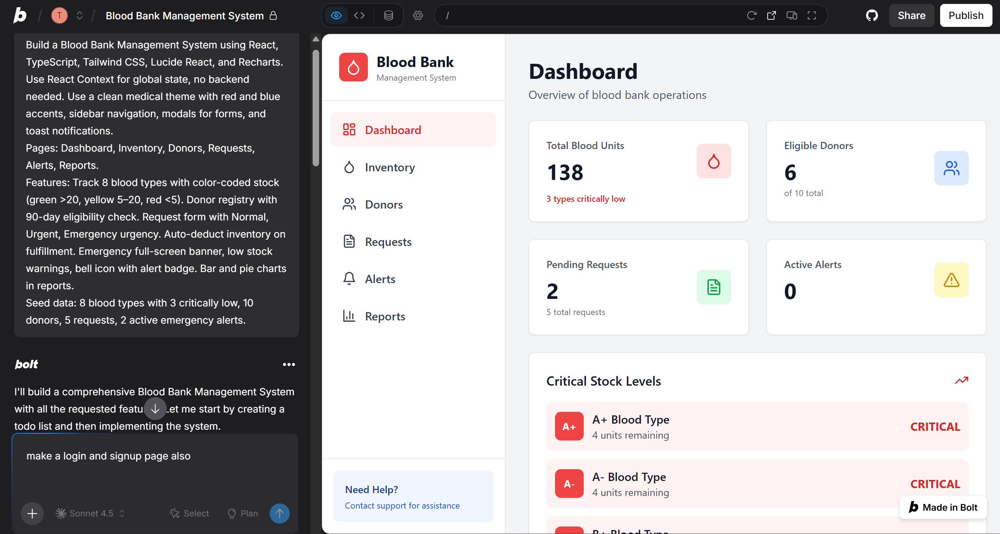 b / T / Blood Bank Management System
/
Share
Publish
Build a Blood Bank Management System using React,
TypeScript, Tailwind CSS, Lucide React, and Recharts.
Use React Context for global state, no backend
needed. Use a clean medical theme with red and blue
accents, sidebar navigation, modals for forms, and
toast notifications.
Pages: Dashboard, Inventory, Donors, Requests,
Alerts, Reports.
Features: Track 8 blood types with color-coded stock
(green >20, yellow 5–20, red <5). Donor registry with
90-day eligibility check. Request form with Normal,
Urgent, Emergency urgency. Auto-deduct inventory on
fulfillment. Emergency full-screen banner, low stock
warnings, bell icon with alert badge. Bar and pie charts
in reports.
Seed data: 8 blood types with 3 critically low, 10
donors, 5 requests, 2 active emergency alerts.
bolt
I'll build a comprehensive Blood Bank Management System
with all the requested Let me start by creating a
todo list and then implementing the system.
make a login and signup page also
Sonnet 4.5
Select
Plan
Blood Bank
Management System
Dashboard
Inventory
Donors
Requests
Alerts
Reports
Need Help?
Contact support for assistance
Dashboard
Overview of blood bank operations
Total Blood Units
138
3 types critically low
Eligible Donors
6
of 10 total
Pending Requests
2
5 total requests
Active Alerts
0
Critical Stock Levels
A+
A+ Blood Type
4 units remaining
CRITICAL
A-
A- Blood Type
4 units remaining
CRITICAL
B+ Blood Type
b Made in Bolt